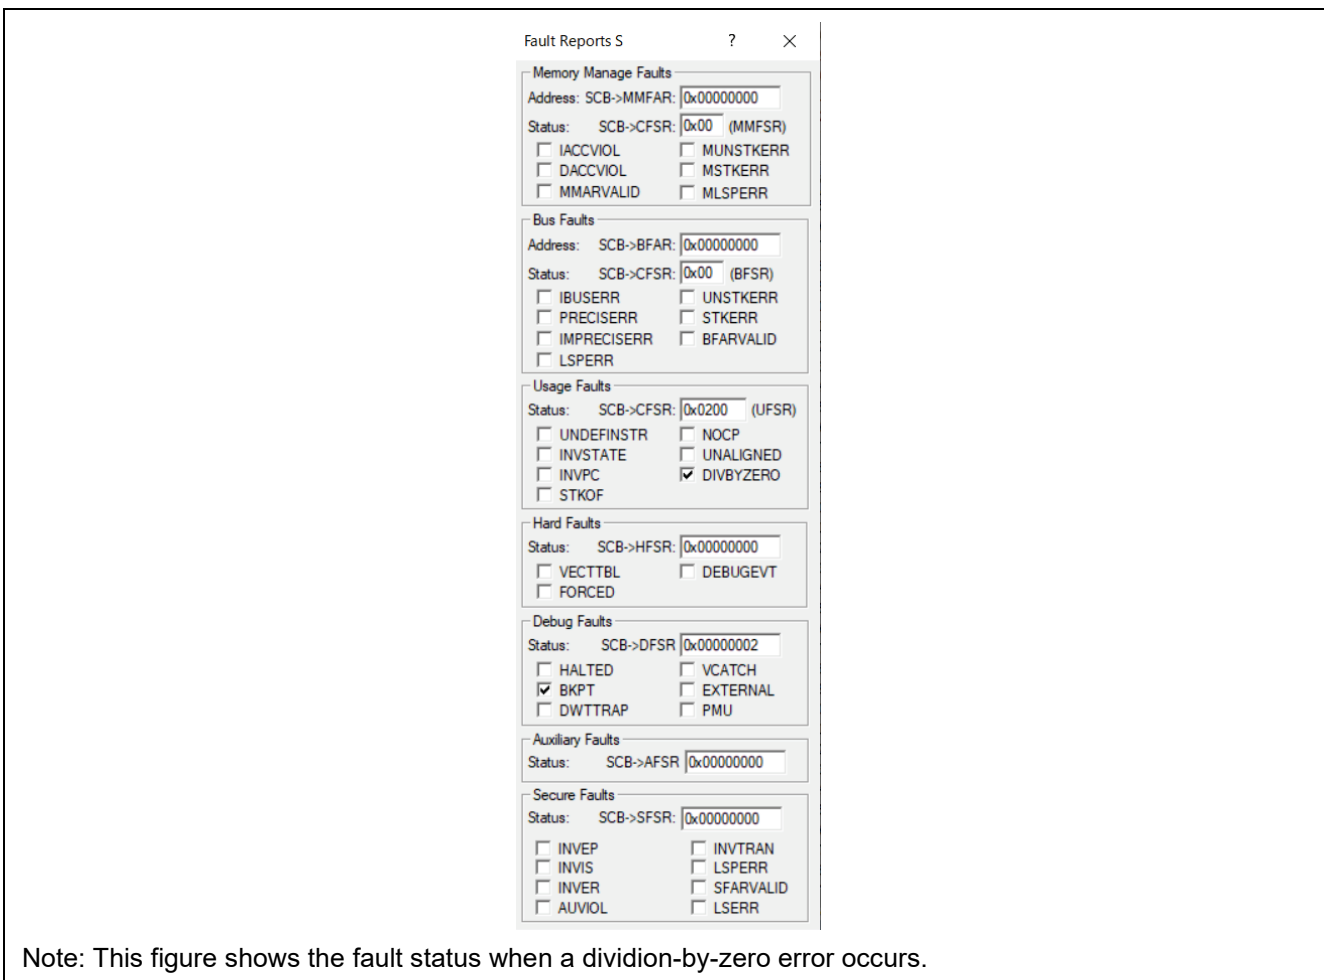 Fault Reports S ? ×
Memory Manage Faults
Address: SCB->MMFAR: 0x00000000
Status: SCB->CFSR: 0x00 (MMFSR)
IACCVIOL MUNSTKERR
DACCVIOL MSTKERR
MMARVALID MLSPERR
Bus Faults
Address: SCB->BFAR: 0x00000000
Status: SCB->CFSR: 0x00 (BFSR)
IBUSERR UNSTKERR
PRECISERR STKERR
IMPRECISERR BFARVALID
LSPERR
Usage Faults
Status: SCB->CFSR: 0x0200 (UFSR)
UNDEFINSTR NOCP
INVSTATE UNALIGNED
INVPC DIVBYZERO
STKOF
Hard Faults
Status: SCB->HFSR: 0x00000000
VECTTBL DEBUGEVT
FORCED
Debug Faults
Status: SCB->DFSR 0x00000002
HALTED VCATCH
BKPT EXTERNAL
DWTTRAP PMU
Auxiliary Faults
Status: SCB->AFSR 0x00000000
Secure Faults
Status: SCB->SFSR: 0x00000000
INVEP INVTRAN
INVIS LSPERR
INVER SFARVALID
AUVIOL LSERR
Note: This figure shows the fault status when a dividion-by-zero error occurs.